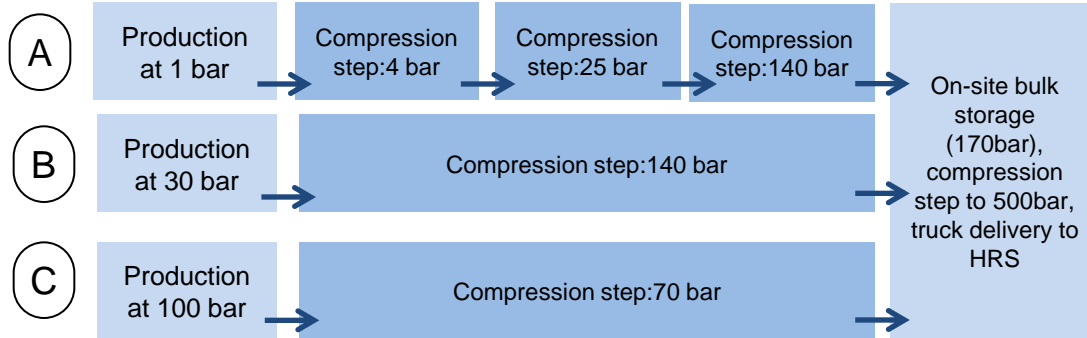 A
Production
at 1 bar
Compression
step:4 bar
Compression
step:25 bar
Compression
step:140 bar
B
Production
at 30 bar
Compression step:140 bar
C
Production
at 100 bar
Compression step:70 bar
On-site bulk
storage
(170bar),
compression
step to 500bar,
truck delivery to
HRS